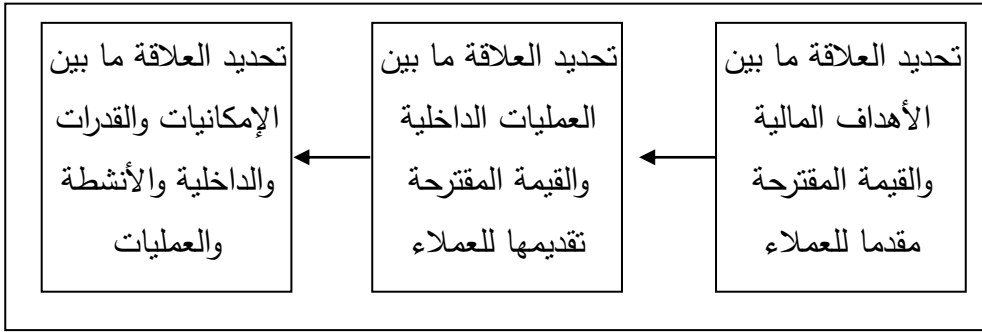 تحديد العلاقة ما بين
الأهداف المالية
والقيمة المقترحة
مقدما للعملاء
تحديد العلاقة ما بين
العمليات الداخلية
والقيمة المقترحة
تقديمها للعملاء
تحديد العلاقة ما بين
الإمكانيات والقدرات
والداخلية والأنشطة
والعمليات